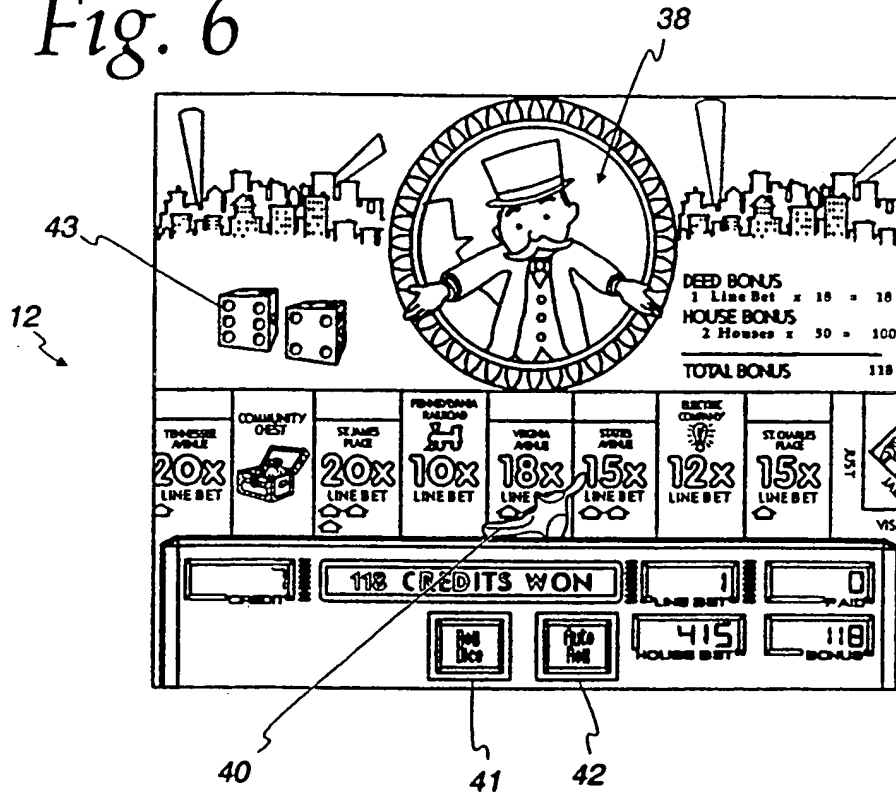 Fig. 6
38
43
12
DEED BONUS
1 Line Bet x 18 = 18
HOUSE BONUS
2 Houses x 50 = 100
TOTAL BONUS 118
TENNESSEE AVENUE
20x
LINE BET
COMMUNITY CHEST
ST. JAMES PLACE
20x
LINE BET
PENNSYLVANIA RAILROAD
10x
LINE BET
VIRGINIA AVENUE
18x
LINE
STATES AVENUE
15x
LINE BET
ELECTRIC COMPANY
12x
LINE BET
ST. CHARLES PLACE
15x
LINE BET
JUST
VIS
CREDIT
118 CREDITS WON
1
LINE BET
0
PAID
Roll Dice
Auto Roll
415
HOUSE BET
118
BONUS
40
41
42